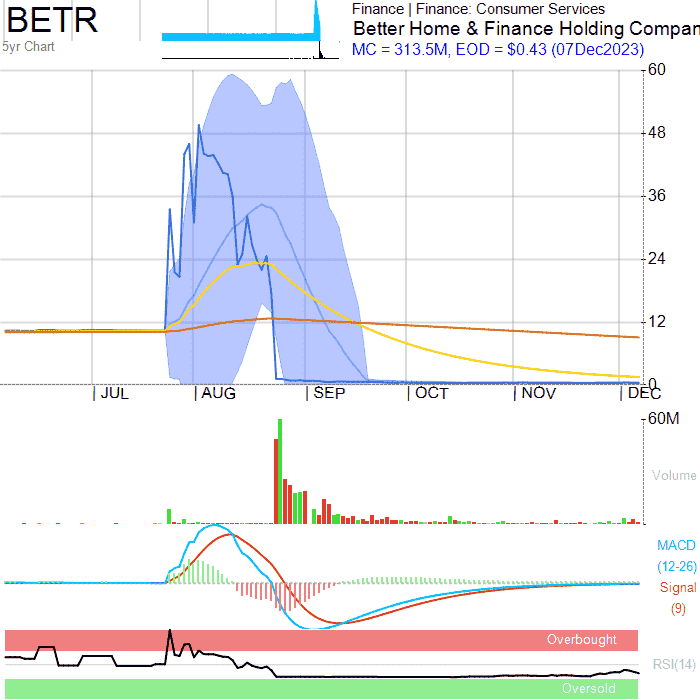 BETR
5yr Chart
Finance | Finance: Consumer Services
Better Home & Finance Holding Compan
MC = 313.5M, EOD = $0.43 (07Dec2023)
60
48
36
24
12
0
JUL AUG SEP OCT NOV DEC
60M
Volume
MACD
(12-26)
Signal
(9)
Overbought
RSI(14)
Oversold